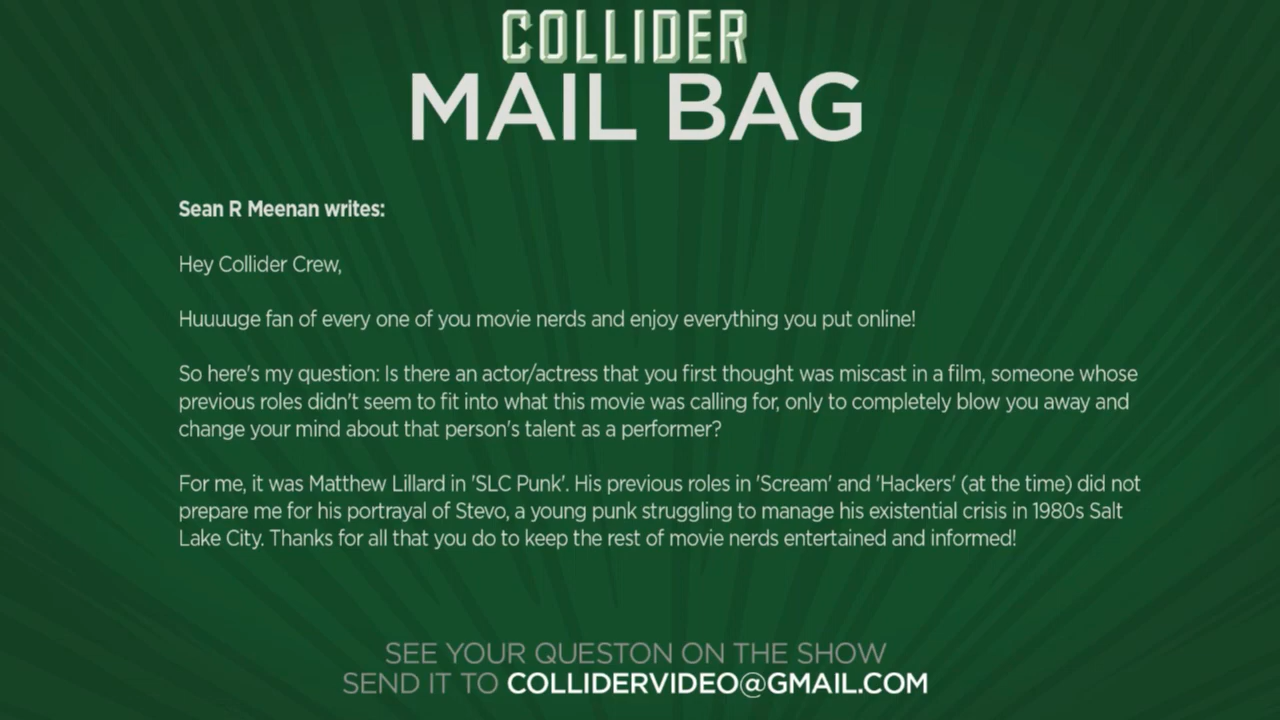 COLLIDER
MAIL BAG
Sean R Meenan writes:
Hey Collider Crew,
Huuuuge fan of every one of you movie nerds and enjoy everything you put online!
So here's my question: Is there an actor/actress that you first thought was miscast in a film, someone whose
previous roles didn't seem to fit into what this movie was calling for, only to completely blow you away and
change your mind about that person's talent as a performer?
For me, it was Matthew Lillard in 'SLC Punk'. His previous roles in 'Scream' and 'Hackers' (at the time) did not
prepare me for his portrayal of Stevo, a young punk struggling to manage his existential crisis in 1980s Salt
Lake City. Thanks for all that you do to keep the rest of movie nerds entertained and informed!
SEE YOUR QUESTON ON THE SHOW
SEND IT TO COLLIDERVIDEO@GMAIL.COM